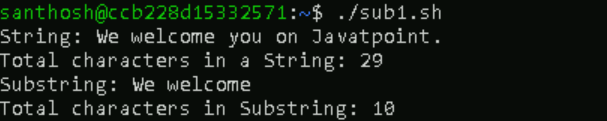 santhosh@ccb228d15332571:~$ ./sub1.sh
String: We welcome you on Javatpoint.
Total characters in a String: 29
Substring: We welcome
Total characters in Substring: 10